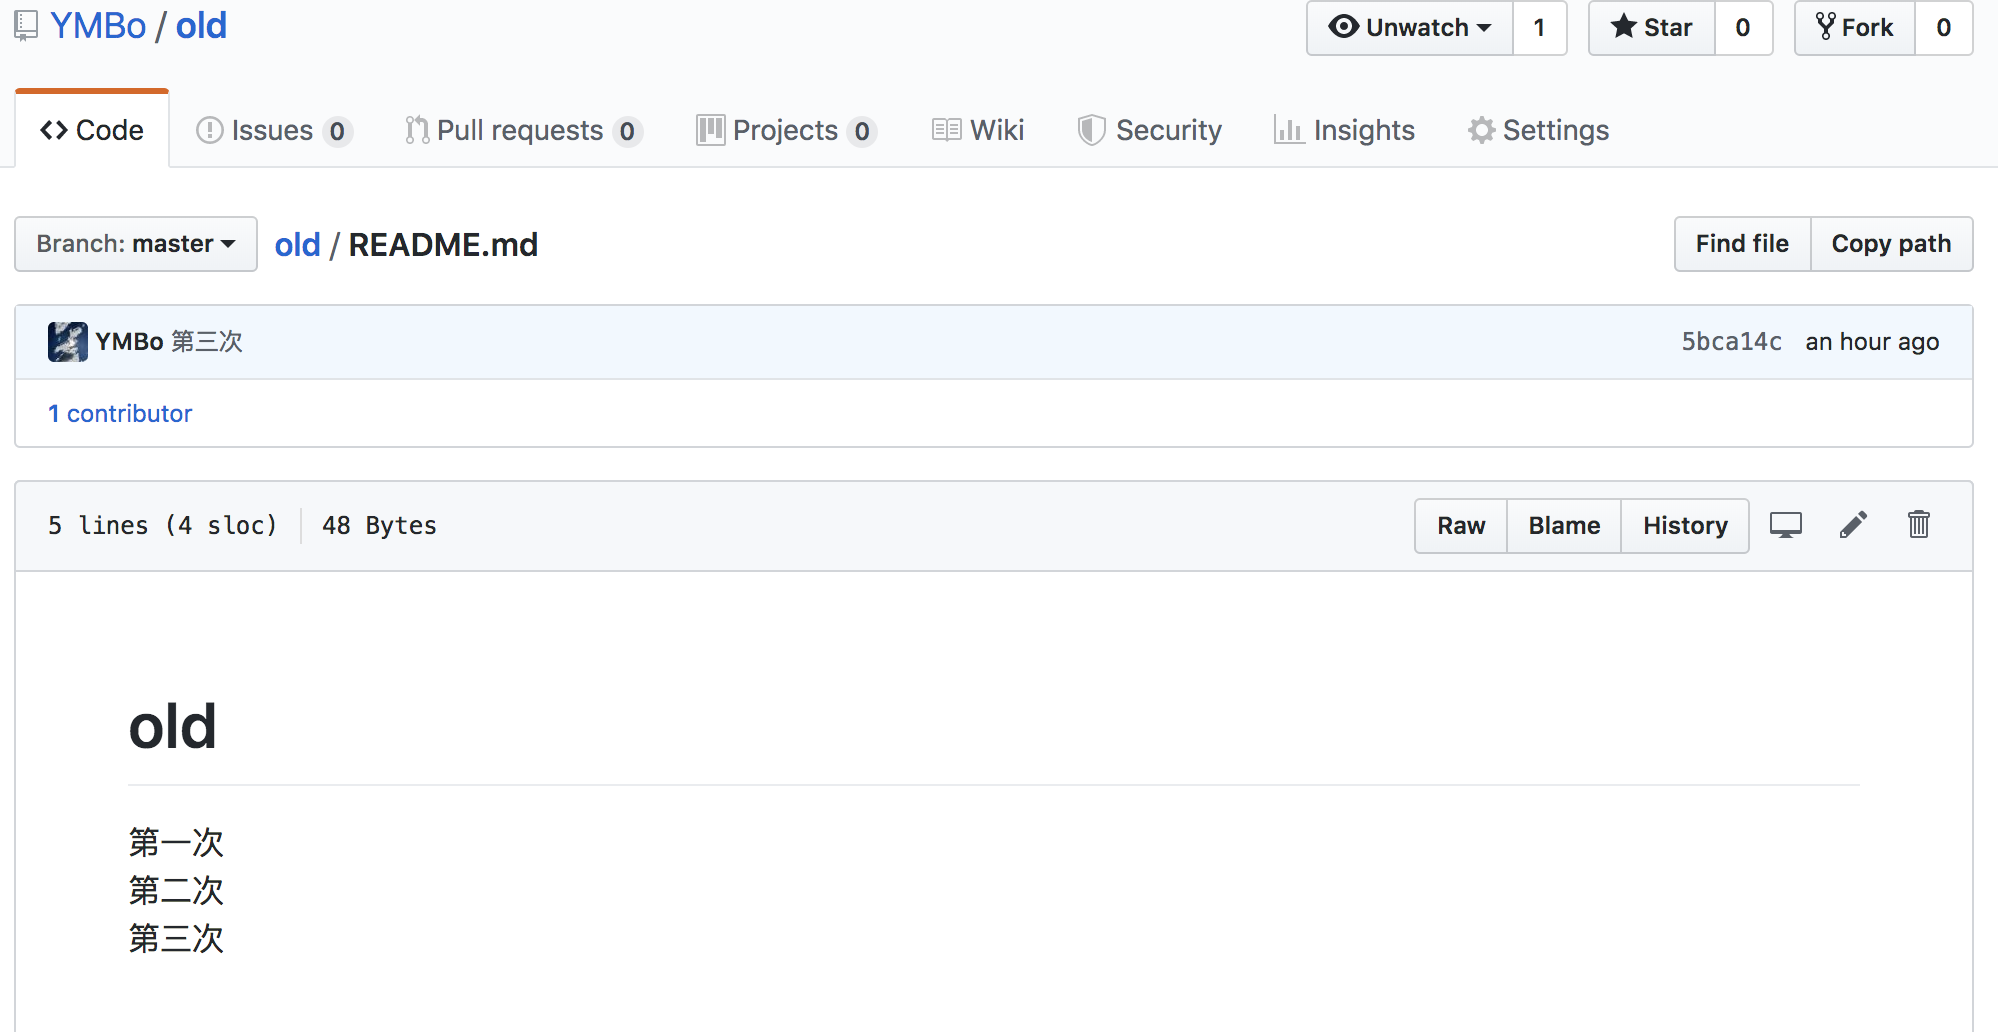 YMBo / old
Unwatch 1 Star 0 Fork 0
Code Issues 0 Pull requests 0 Projects 0 Wiki Security Insights Settings
Branch: master old / README.md Find file Copy path
YMBo 第三次 5bca14c an hour ago
1 contributor
5 lines (4 sloc) 48 Bytes Raw Blame History
old
第一次
第二次
第三次